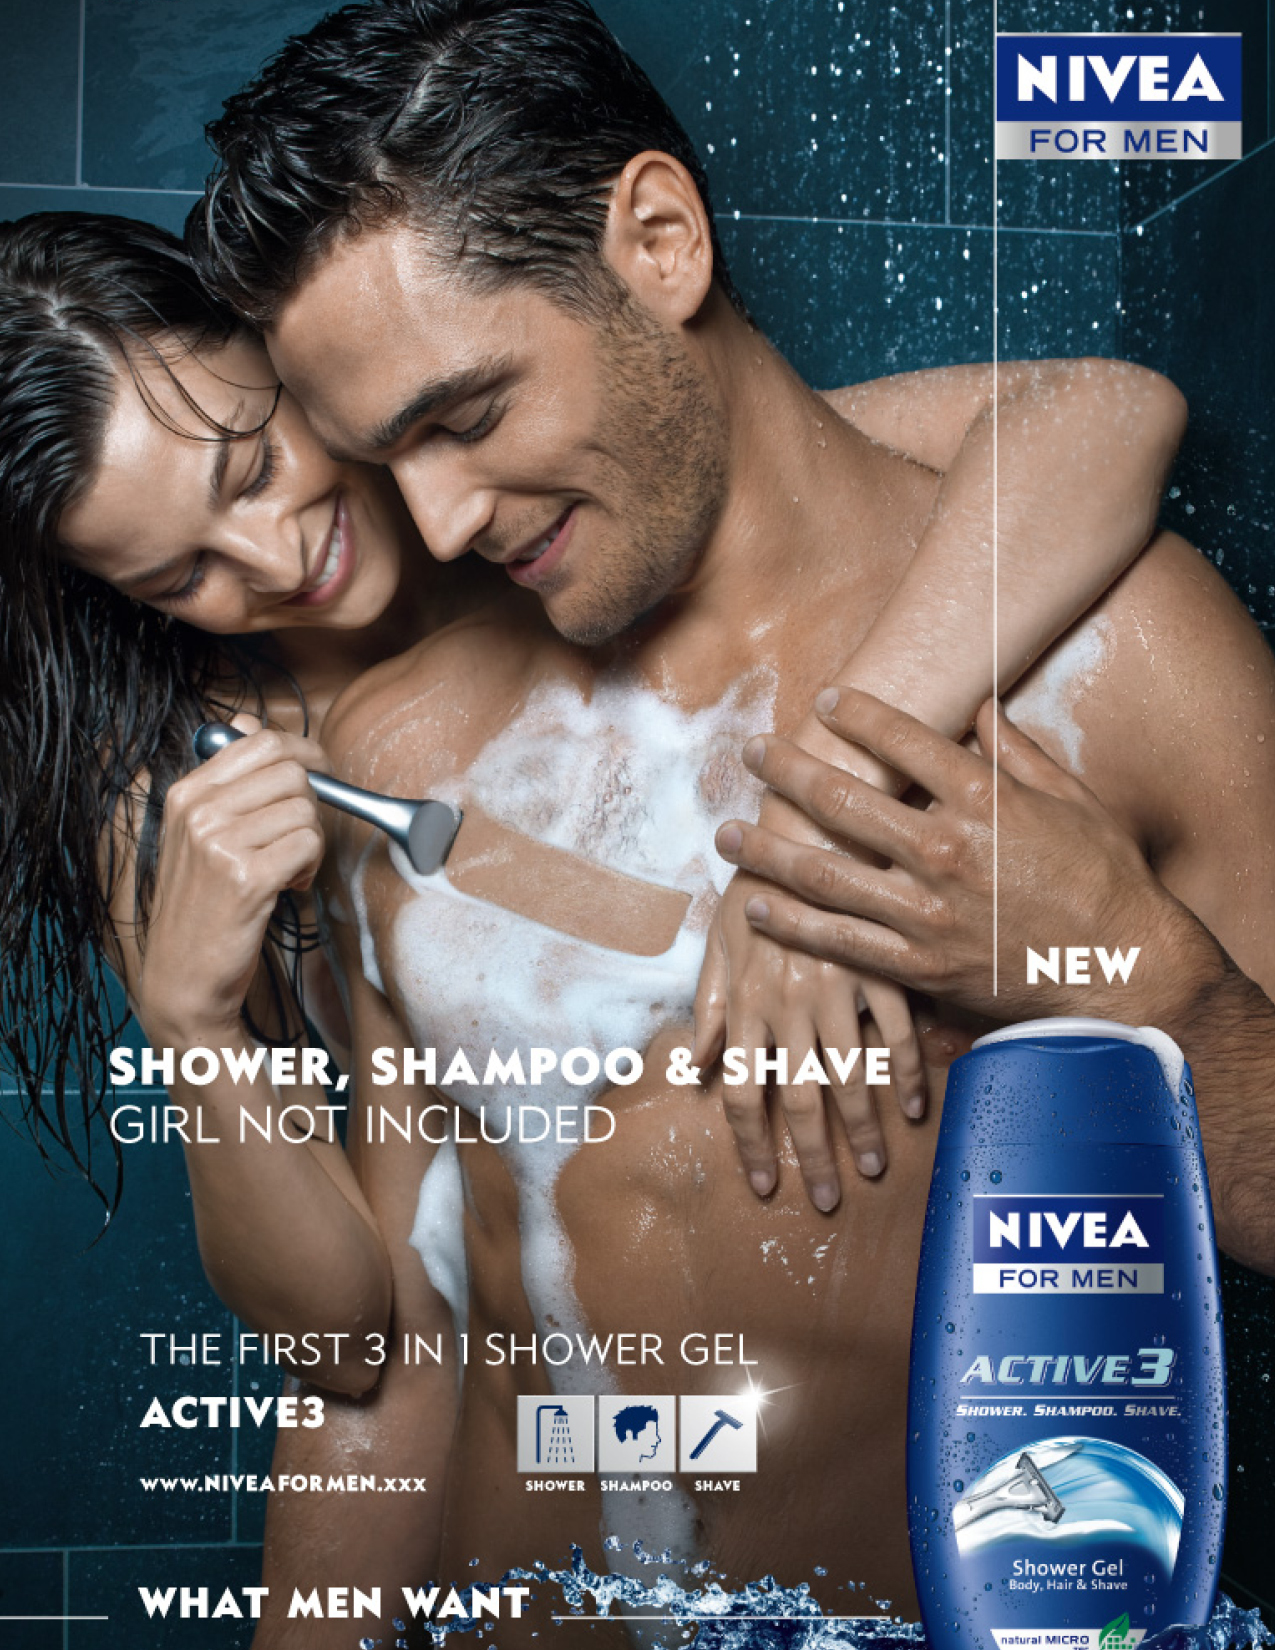 NIVEA
FOR MEN
NEW
SHOWER, SHAMPOO & SHAVE
GIRL NOT INCLUDED
THE FIRST 3 IN 1 SHOWER GEL
ACTIVE3
www.NIVEAFORMEN.xxx
SHOWER SHAMPOO SHAVE
WHAT MEN WANT
NIVEA
FOR MEN
ACTIVE3
SHOWER. SHAMPOO. SHAVE.
Shower Gel
Body, Hair & Shave
natural MICRO